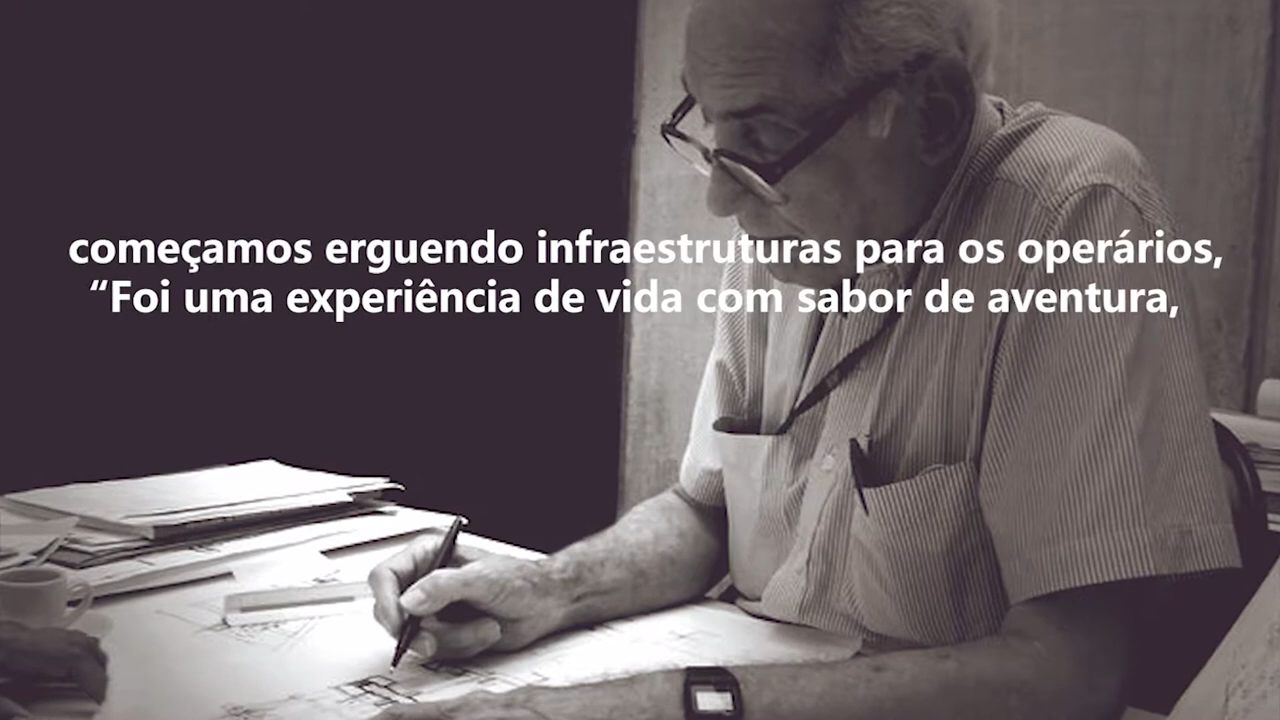 começamos erguendo infraestruturas para os operários,
“Foi uma experiência de vida com sabor de aventura,